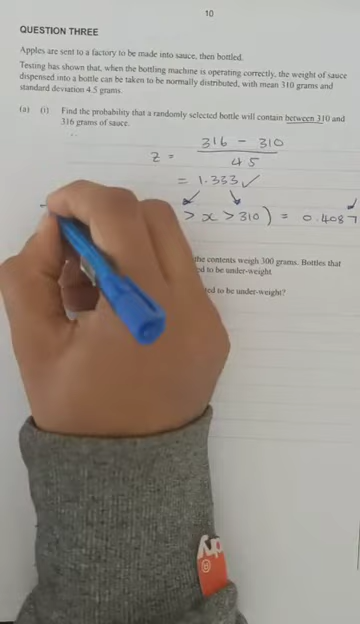 10
QUESTION THREE
Apples are sent to a factory to be made into sauce, then bottled.
Testing has shown that, when the bottling machine is operating correctly, the weight of sauce
dispensed into a bottle can be taken to be normally distributed, with mean 310 grams and
standard deviation 4.5 grams.
(a) (i) Find the probability that a randomly selected bottle will contain between 310 and
316 grams of sauce.
316 - 310
z =
4 5
= 1.333 ✓
> x > 310) = 0.4087
the contents weigh 300 grams. Bottles that
to be under-weight
to be under-weight?
dry